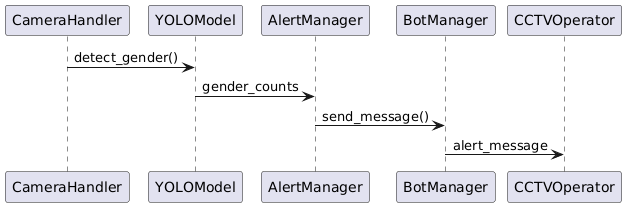 CameraHandler YOLOModel AlertManager BotManager CCTVOperator
detect_gender()
gender_counts
send_message()
alert_message
CameraHandler YOLOModel AlertManager BotManager CCTVOperator